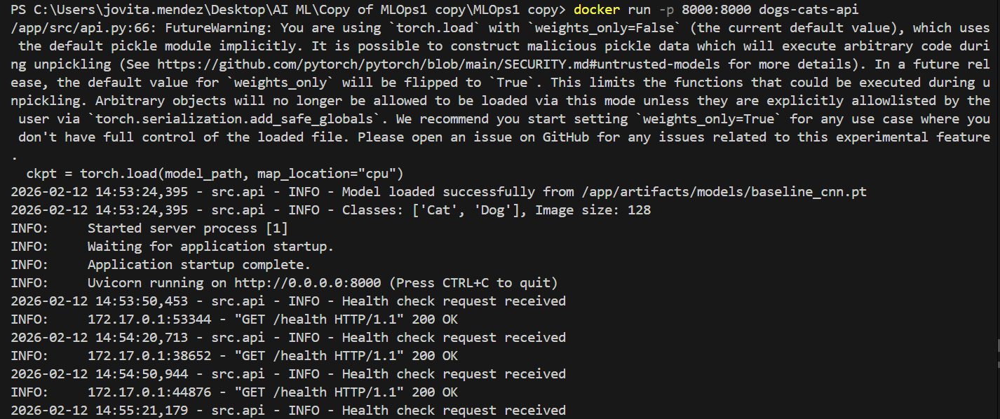 PS C:\Users\jovita.mendez\Desktop\AI ML\Copy of MLOps1 copy\MLOps1 copy> docker run -p 8000:8000 dogs-cats-api
/app/src/api.py:66: FutureWarning: You are using `torch.load` with `weights_only=False` (the current default value), which uses
 the default pickle module implicitly. It is possible to construct malicious pickle data which will execute arbitrary code duri
ng unpickling (See https://github.com/pytorch/pytorch/blob/main/SECURITY.md#untrusted-models for more details). In a future rel
ease, the default value for `weights_only` will be flipped to `True`. This limits the functions that could be executed during u
npickling. Arbitrary objects will no longer be allowed to be loaded via this mode unless they are explicitly allowlisted by the
 user via `torch.serialization.add_safe_globals`. We recommend you start setting `weights_only=True` for any use case where you
 don't have full control of the loaded file. Please open an issue on GitHub for any issues related to this experimental feature
.
  ckpt = torch.load(model_path, map_location="cpu")
2026-02-12 14:53:24,395 - src.api - INFO - Model loaded successfully from /app/artifacts/models/baseline_cnn.pt
2026-02-12 14:53:24,395 - src.api - INFO - Classes: ['Cat', 'Dog'], Image size: 128
INFO:     Started server process [1]
INFO:     Waiting for application startup.
INFO:     Application startup complete.
INFO:     Uvicorn running on http://0.0.0.0:8000 (Press CTRL+C to quit)
2026-02-12 14:53:50,453 - src.api - INFO - Health check request received
INFO:     172.17.0.1:53344 - "GET /health HTTP/1.1" 200 OK
2026-02-12 14:54:20,713 - src.api - INFO - Health check request received
INFO:     172.17.0.1:38652 - "GET /health HTTP/1.1" 200 OK
2026-02-12 14:54:50,944 - src.api - INFO - Health check request received
INFO:     172.17.0.1:44876 - "GET /health HTTP/1.1" 200 OK
2026-02-12 14:55:21,179 - src.api - INFO - Health check request received